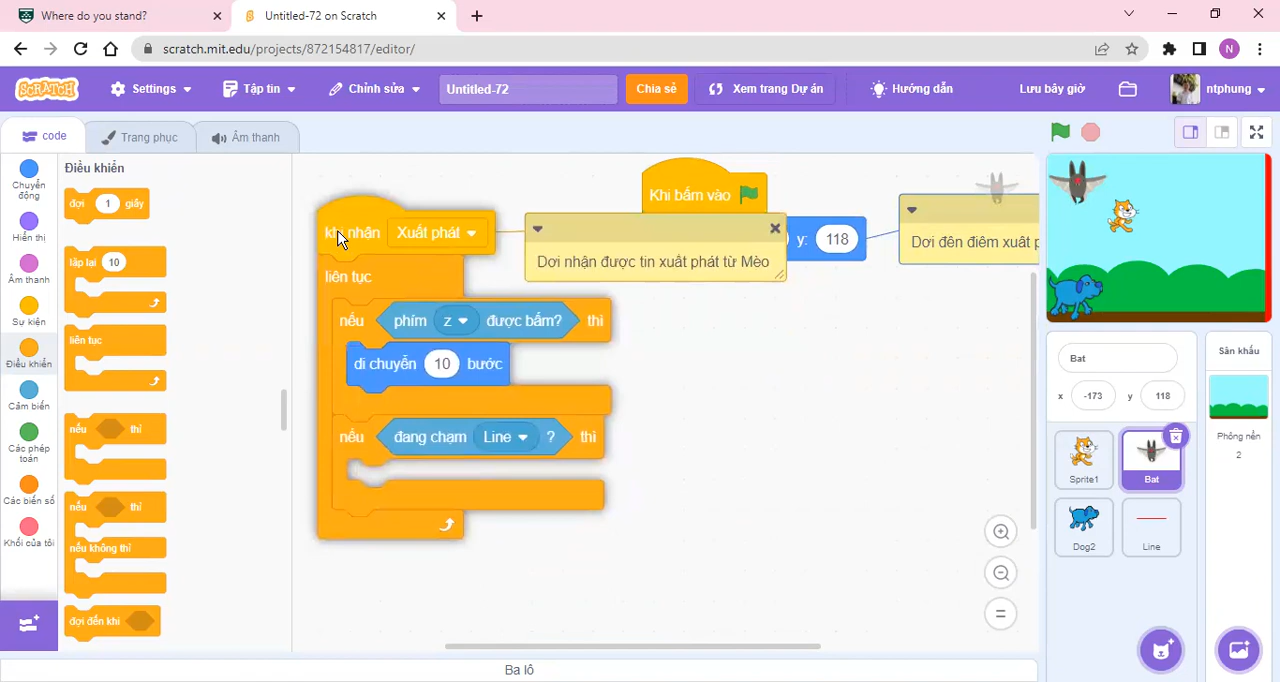 Where do you stand?
Untitled-72 on Scratch
scratch.mit.edu/projects/872154817/editor/
N
SCRATCH
Settings
Tập tin
Chỉnh sửa
Untitled-72
Chia sẻ
Xem trang Dự án
Hướng dẫn
Lưu bây giờ
ntphung
code
Trang phục
Âm thanh
Chuyển động
Hiển thị
Âm thanh
Sự kiện
Điều khiển
Cảm biến
Các phép toán
Các biến số
Khối của tôi
Điều khiển
đợi 1 giây
lặp lại 10
liên tục
nếu thì
nếu thì
nếu không thì
đợi đến khi
khi nhận Xuất phát
liên tục
nếu phím z được bấm? thì
di chuyển 10 bước
nếu đang chạm Line ? thì
Khi bấm vào
y: 118
Dơi nhận được tin xuất phát từ Mèo
Dơi đên điêm xuất p
Bat
x -173 y 118
Sprite1
Bat
Dog2
Line
Sân khấu
Phông nền
2
Ba lô